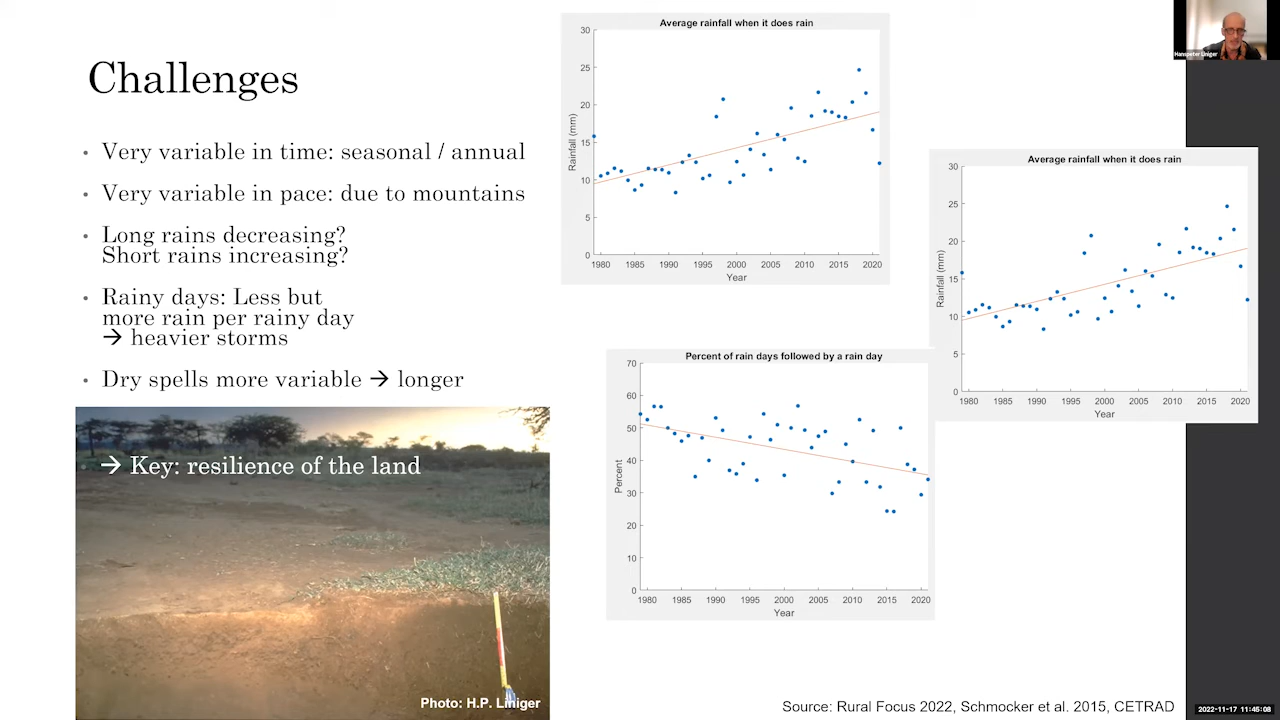 Challenges
• Very variable in time: seasonal / annual
• Very variable in pace: due to mountains
• Long rains decreasing?
Short rains increasing?
• Rainy days: Less but
more rain per rainy day
→ heavier storms
• Dry spells more variable → longer
• → Key: resilience of the land
Photo: H.P. Liniger
Average rainfall when it does rain
30
25
20
15
10
5
0
Rainfall (mm)
1980 1985 1990 1995 2000 2005 2010 2015 2020
Year
Average rainfall when it does rain
30
25
20
15
10
5
0
Rainfall (mm)
1980 1985 1990 1995 2000 2005 2010 2015 2020
Year
Percent of rain days followed by a rain day
70
60
50
40
30
20
10
0
Percent
1980 1985 1990 1995 2000 2005 2010 2015 2020
Year
Source: Rural Focus 2022, Schmocker et al. 2015, CETRAD
Hanspeter Liniger
2022-11-17 11:45:08